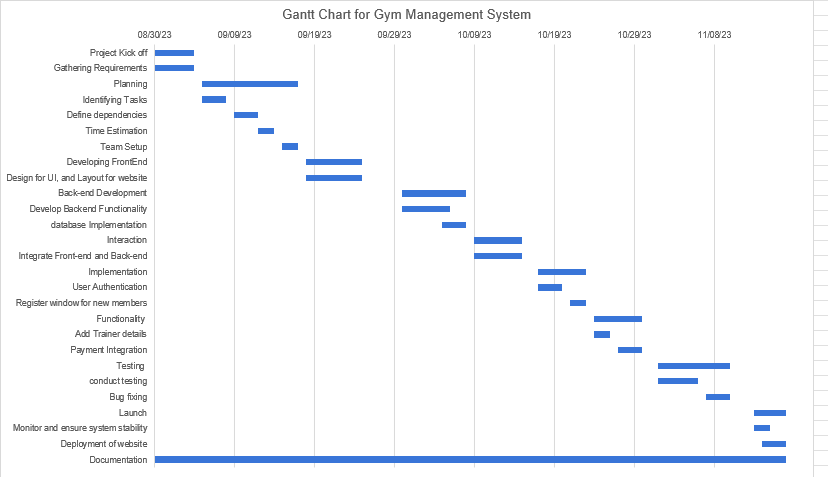 Gantt Chart for Gym Management System
08/30/23 09/09/23 09/19/23 09/29/23 10/09/23 10/19/23 10/29/23 11/08/23
Project Kick off
Gathering Requirements
Planning
Identifying Tasks
Define dependencies
Time Estimation
Team Setup
Developing FrontEnd
Design for UI, and Layout for website
Back-end Development
Develop Backend Functionality
database Implementation
Interaction
Integrate Front-end and Back-end
Implementation
User Authentication
Register window for new members
Functionality
Add Trainer details
Payment Integration
Testing
conduct testing
Bug fixing
Launch
Monitor and ensure system stability
Deployment of website
Documentation